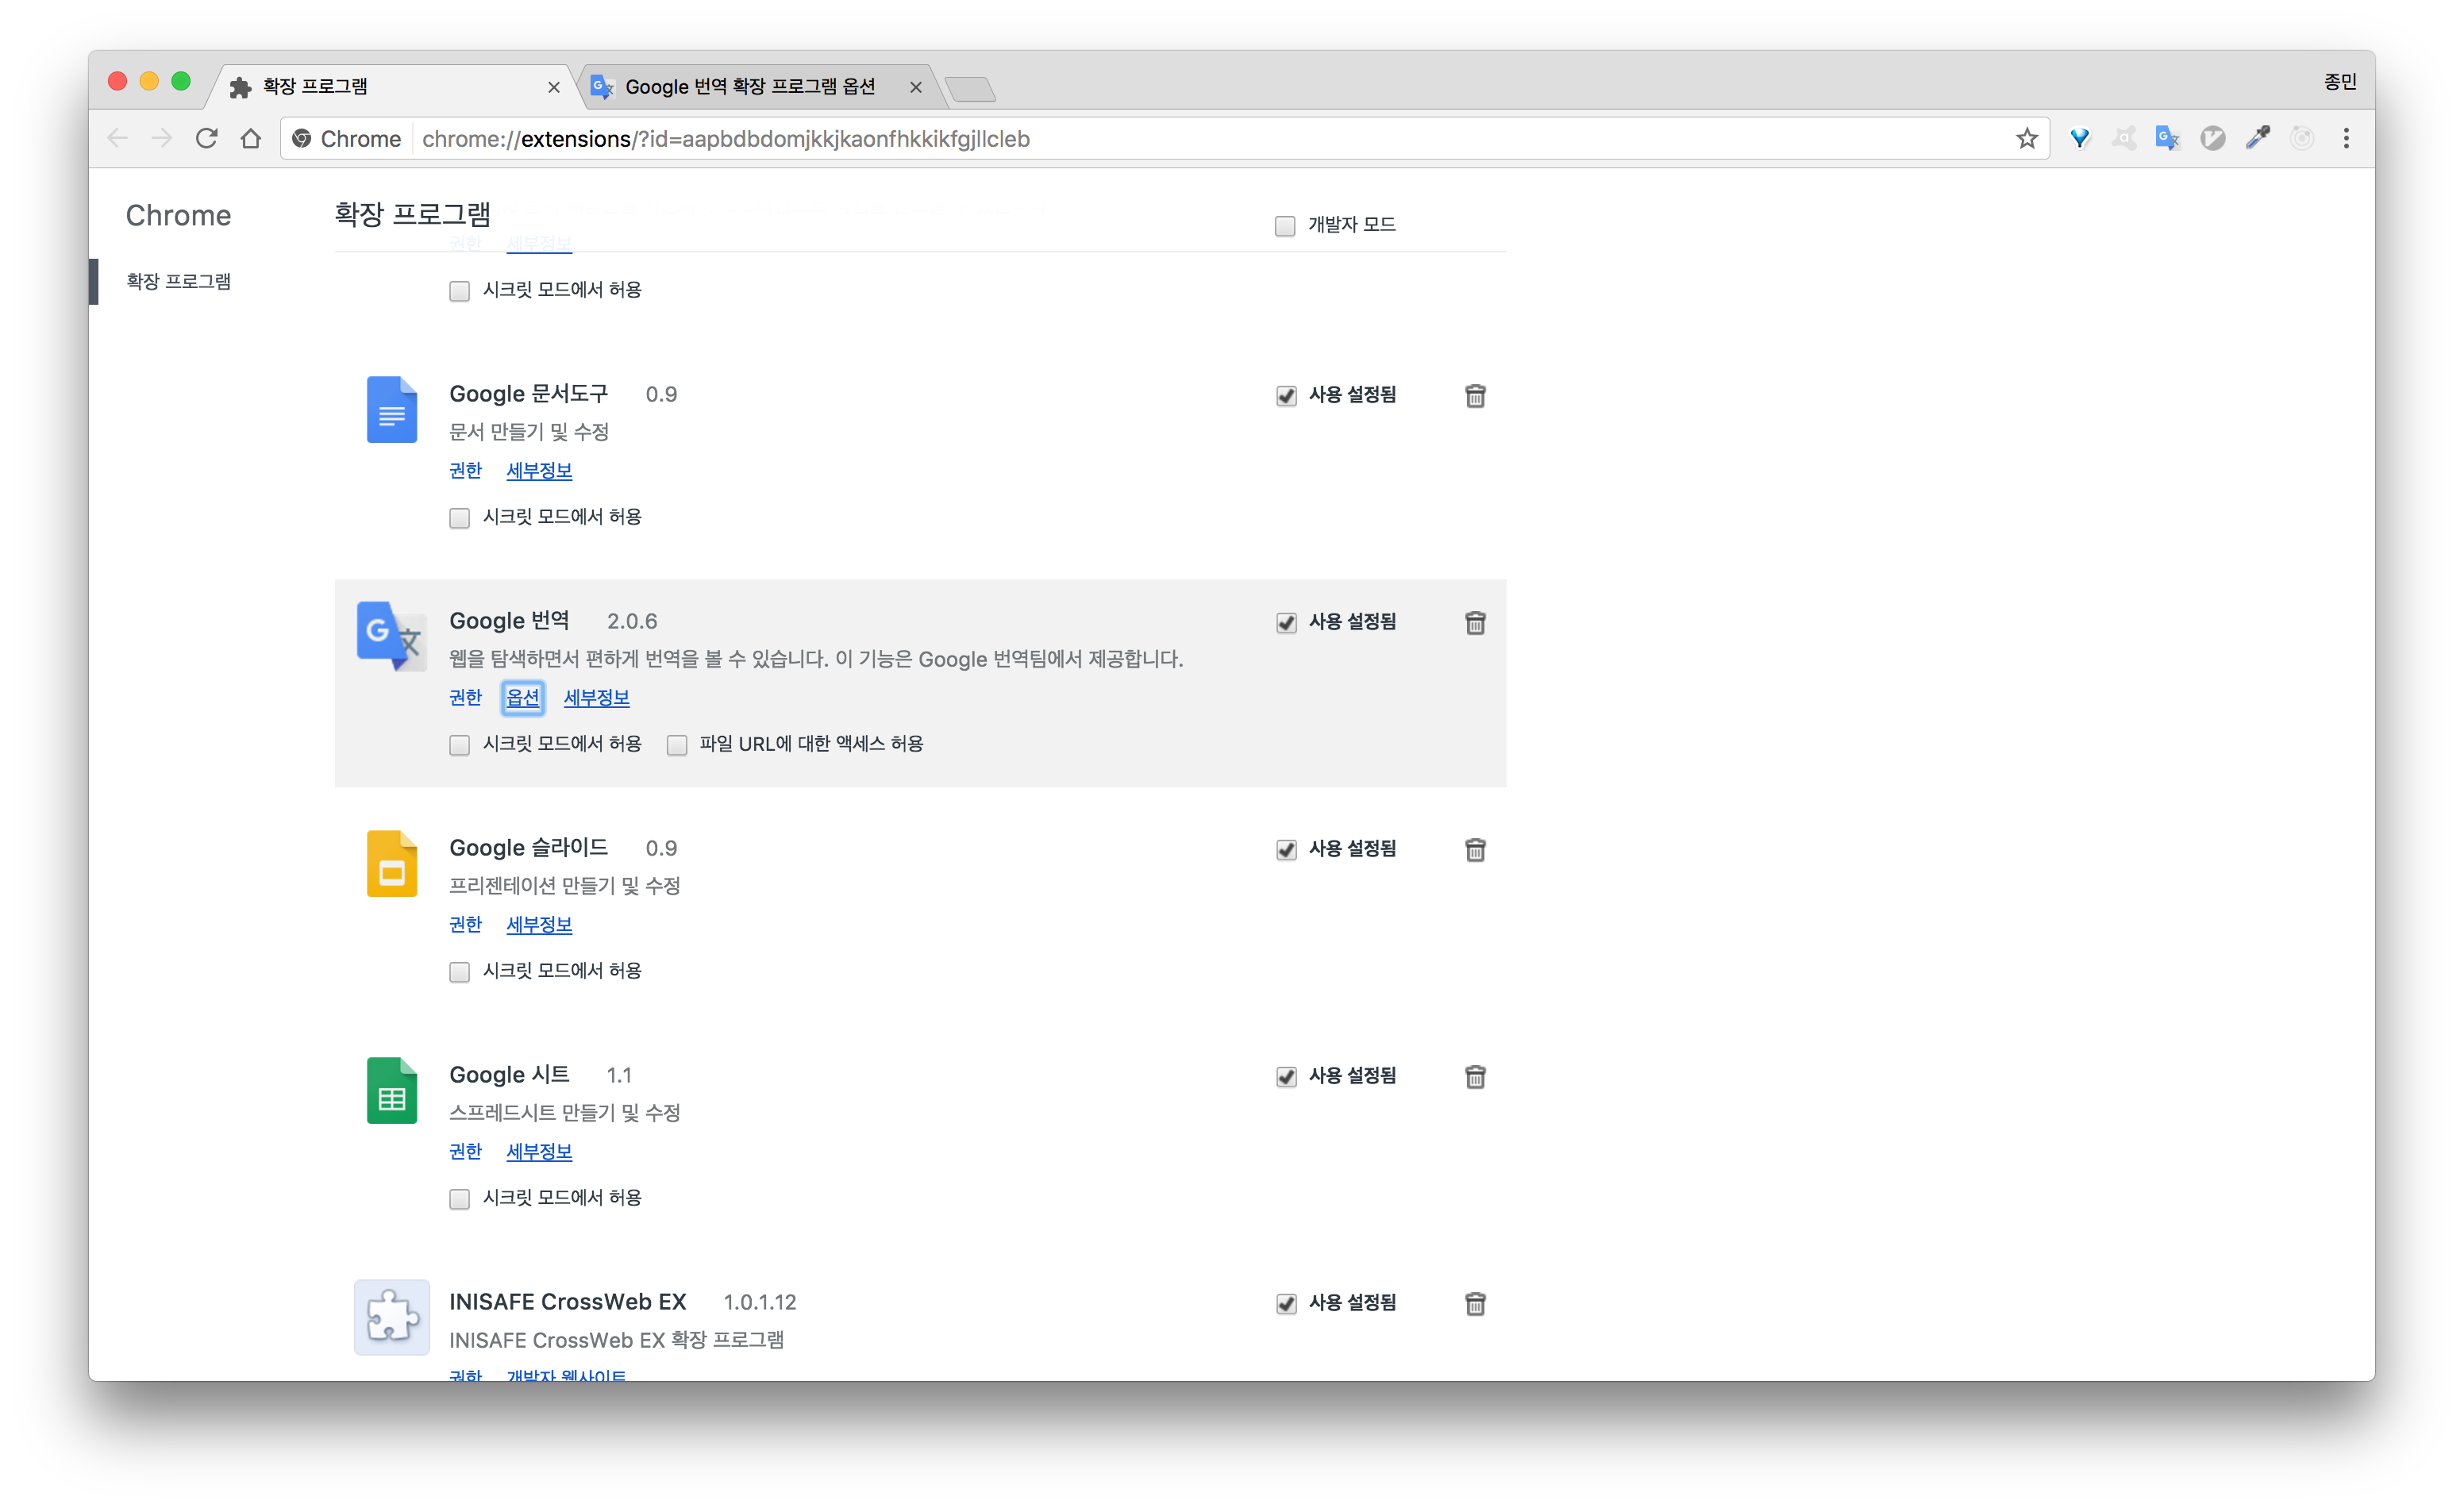 확장 프로그램
Google 번역 확장 프로그램 옵션
종민
Chrome
chrome://extensions/?id=aapbdbdomjkkjkaonfhkkikfgjllcleb
Chrome
확장 프로그램
개발자 모드
권한 세부정보
확장 프로그램
시크릿 모드에서 허용
Google 문서도구 0.9
사용 설정됨
문서 만들기 및 수정
권한 세부정보
시크릿 모드에서 허용
Google 번역 2.0.6
사용 설정됨
웹을 탐색하면서 편하게 번역을 볼 수 있습니다. 이 기능은 Google 번역팀에서 제공합니다.
권한 옵션 세부정보
시크릿 모드에서 허용 파일 URL에 대한 액세스 허용
Google 슬라이드 0.9
사용 설정됨
프리젠테이션 만들기 및 수정
권한 세부정보
시크릿 모드에서 허용
Google 시트 1.1
사용 설정됨
스프레드시트 만들기 및 수정
권한 세부정보
시크릿 모드에서 허용
INISAFE CrossWeb EX 1.0.1.12
사용 설정됨
INISAFE CrossWeb EX 확장 프로그램
권한 개발자 웹사이트